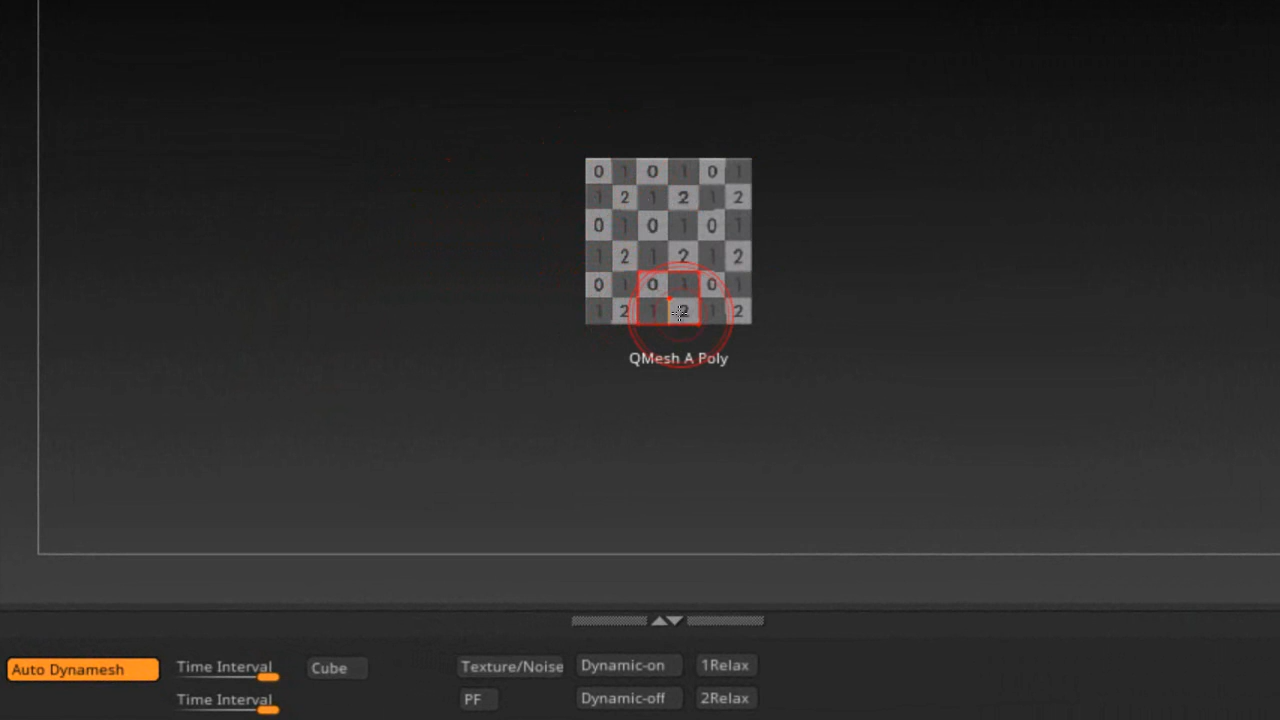 0 1 0 1 0 1
1 2 1 2 1 2
0 1 0 1 0 1
1 2 1 2 1 2
0 1 0 1 0 1
1 2 1 2 1 2
QMesh A Poly
Auto Dynamesh Time Interval Cube Texture/Noise Dynamic-on 1Relax
Time Interval PF Dynamic-off 2Relax